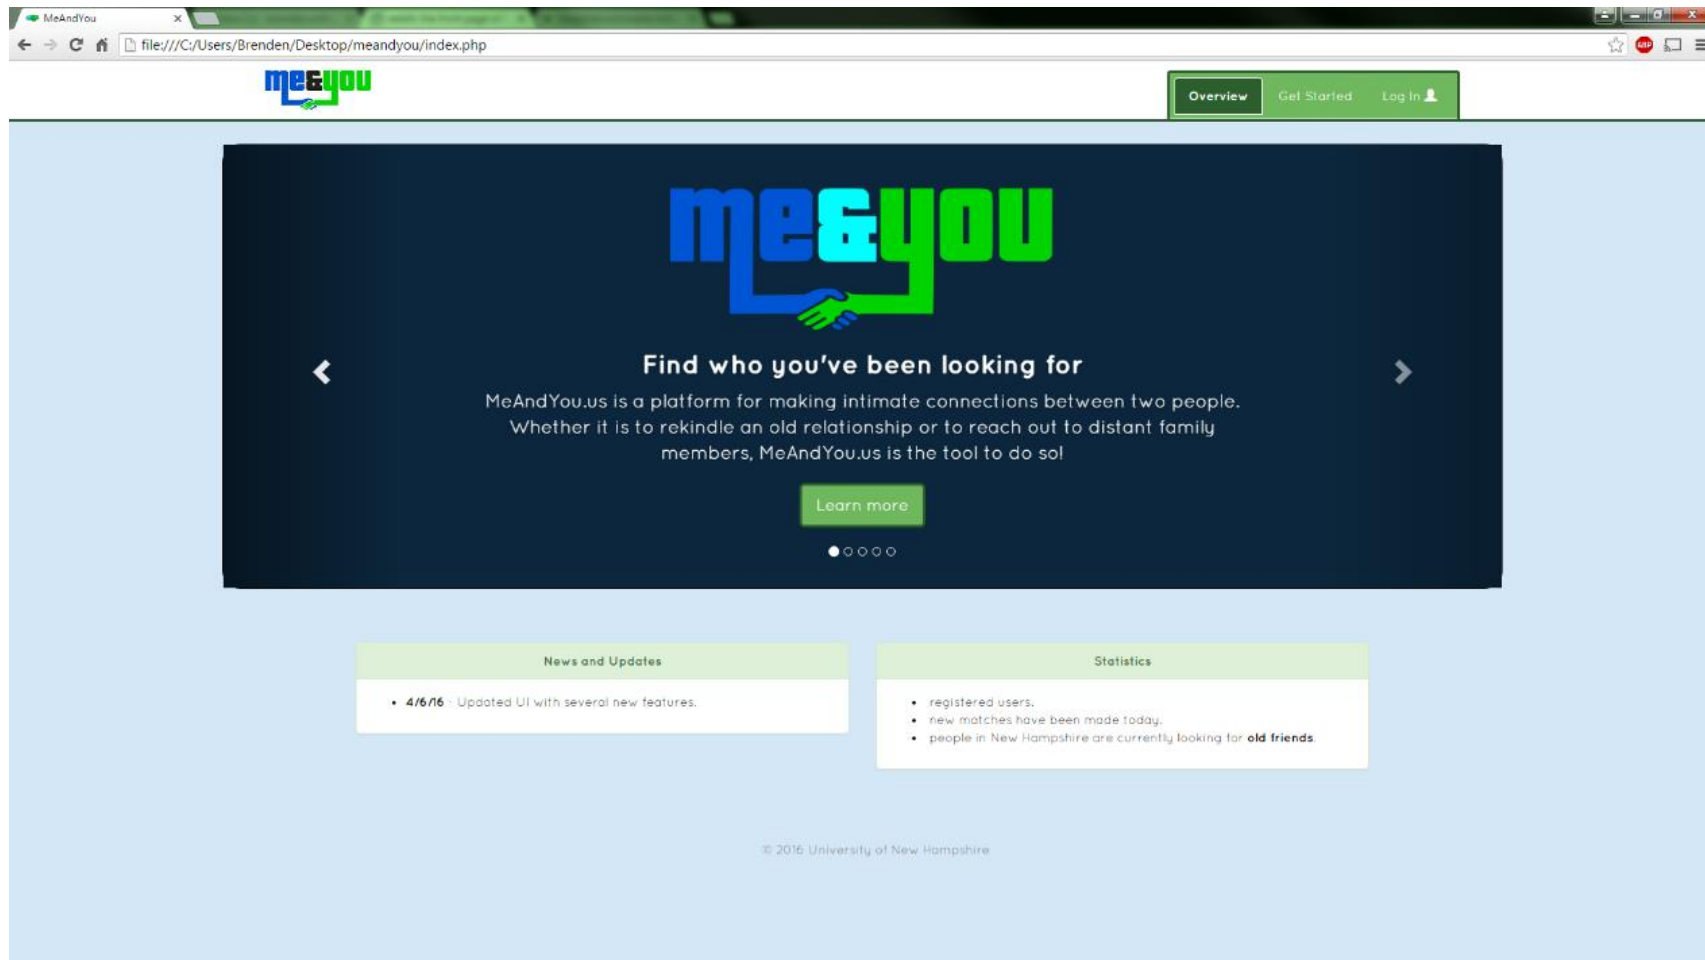 MeAndYou
file:///C:/Users/Brenden/Desktop/meandyou/index.php
ABP
me&you
Overview Get Started Log In
me&you
Find who you've been looking for
MeAndYou.us is a platform for making intimate connections between two people.
Whether it is to rekindle an old relationship or to reach out to distant family
members, MeAndYou.us is the tool to do so!
Learn more
News and Updates
• 4/6/16 - Updated UI with several new features.
Statistics
• registered users.
• new matches have been made today.
• people in New Hampshire are currently looking for old friends.
© 2016 University of New Hampshire